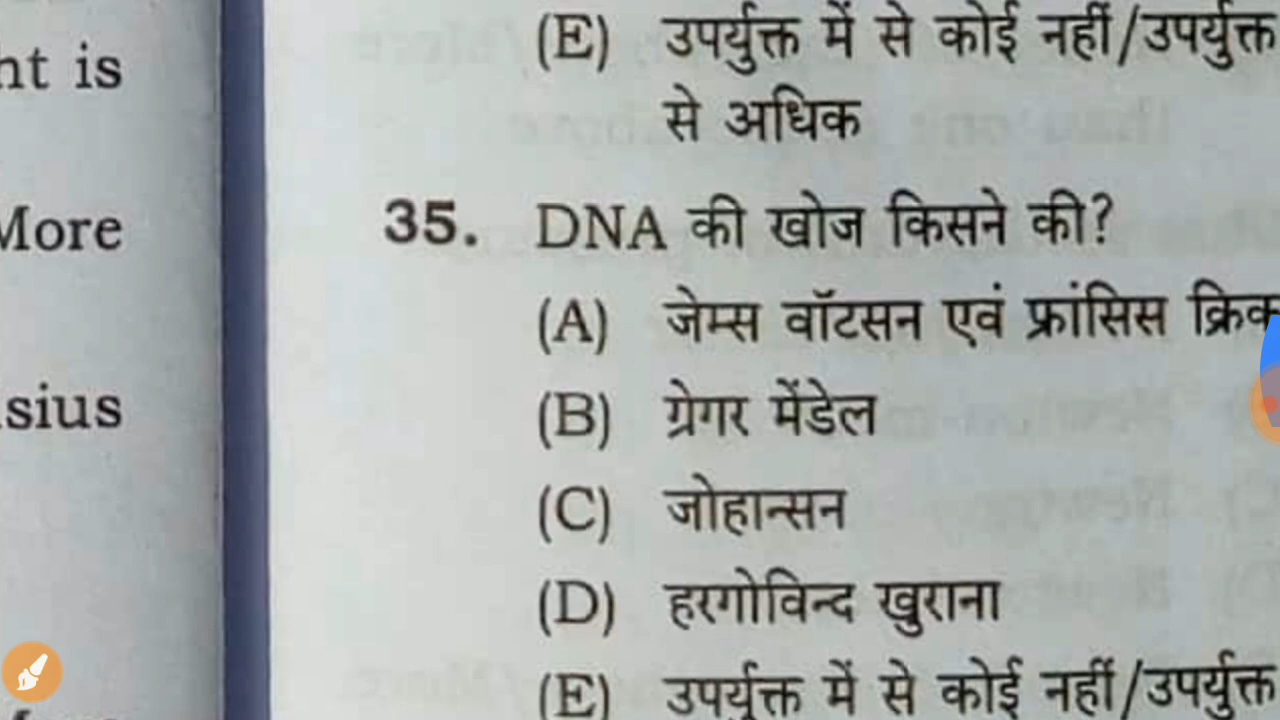 nt is
More
sius
(E) उपर्युक्त में से कोई नहीं/उपर्युक्त
से अधिक
35. DNA की खोज किसने की?
(A) जेम्स वॉटसन एवं फ्रांसिस क्रिक
(B) ग्रेगर मेंडेल
(C) जोहान्सन
(D) हरगोविन्द खुराना
(E) उपर्युक्त में से कोई नहीं/उपर्युक्त